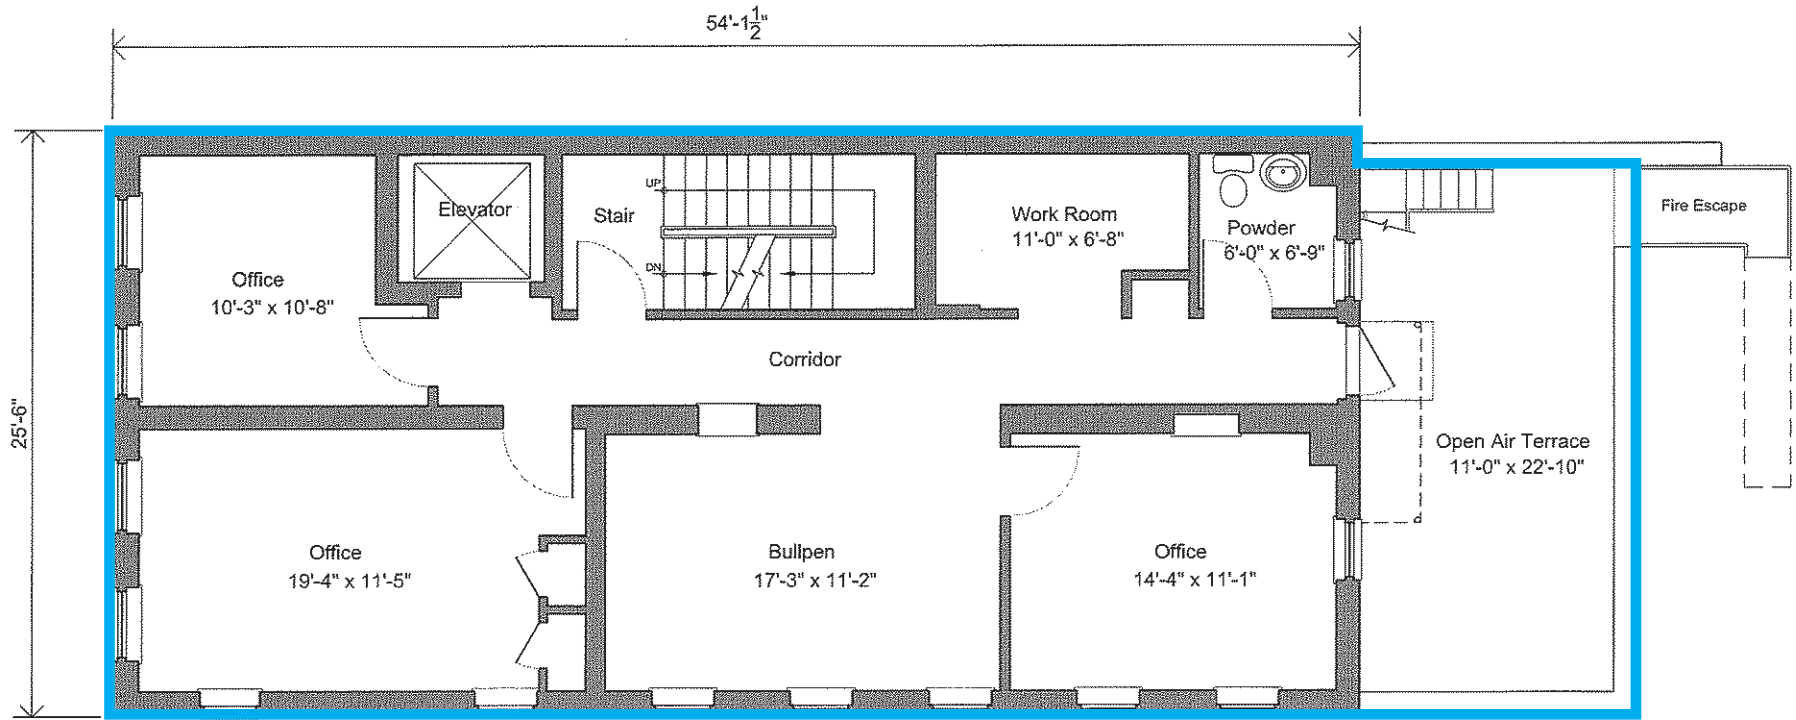 54'-1 1/2"
25'-6"
Elevator
Stair
UP
DN
Work Room
11'-0" x 6'-8"
Powder
6'-0" x 6'-9"
Fire Escape
Office
10'-3" x 10'-8"
Corridor
Open Air Terrace
11'-0" x 22'-10"
Office
19'-4" x 11'-5"
Bullpen
17'-3" x 11'-2"
Office
14'-4" x 11'-1"